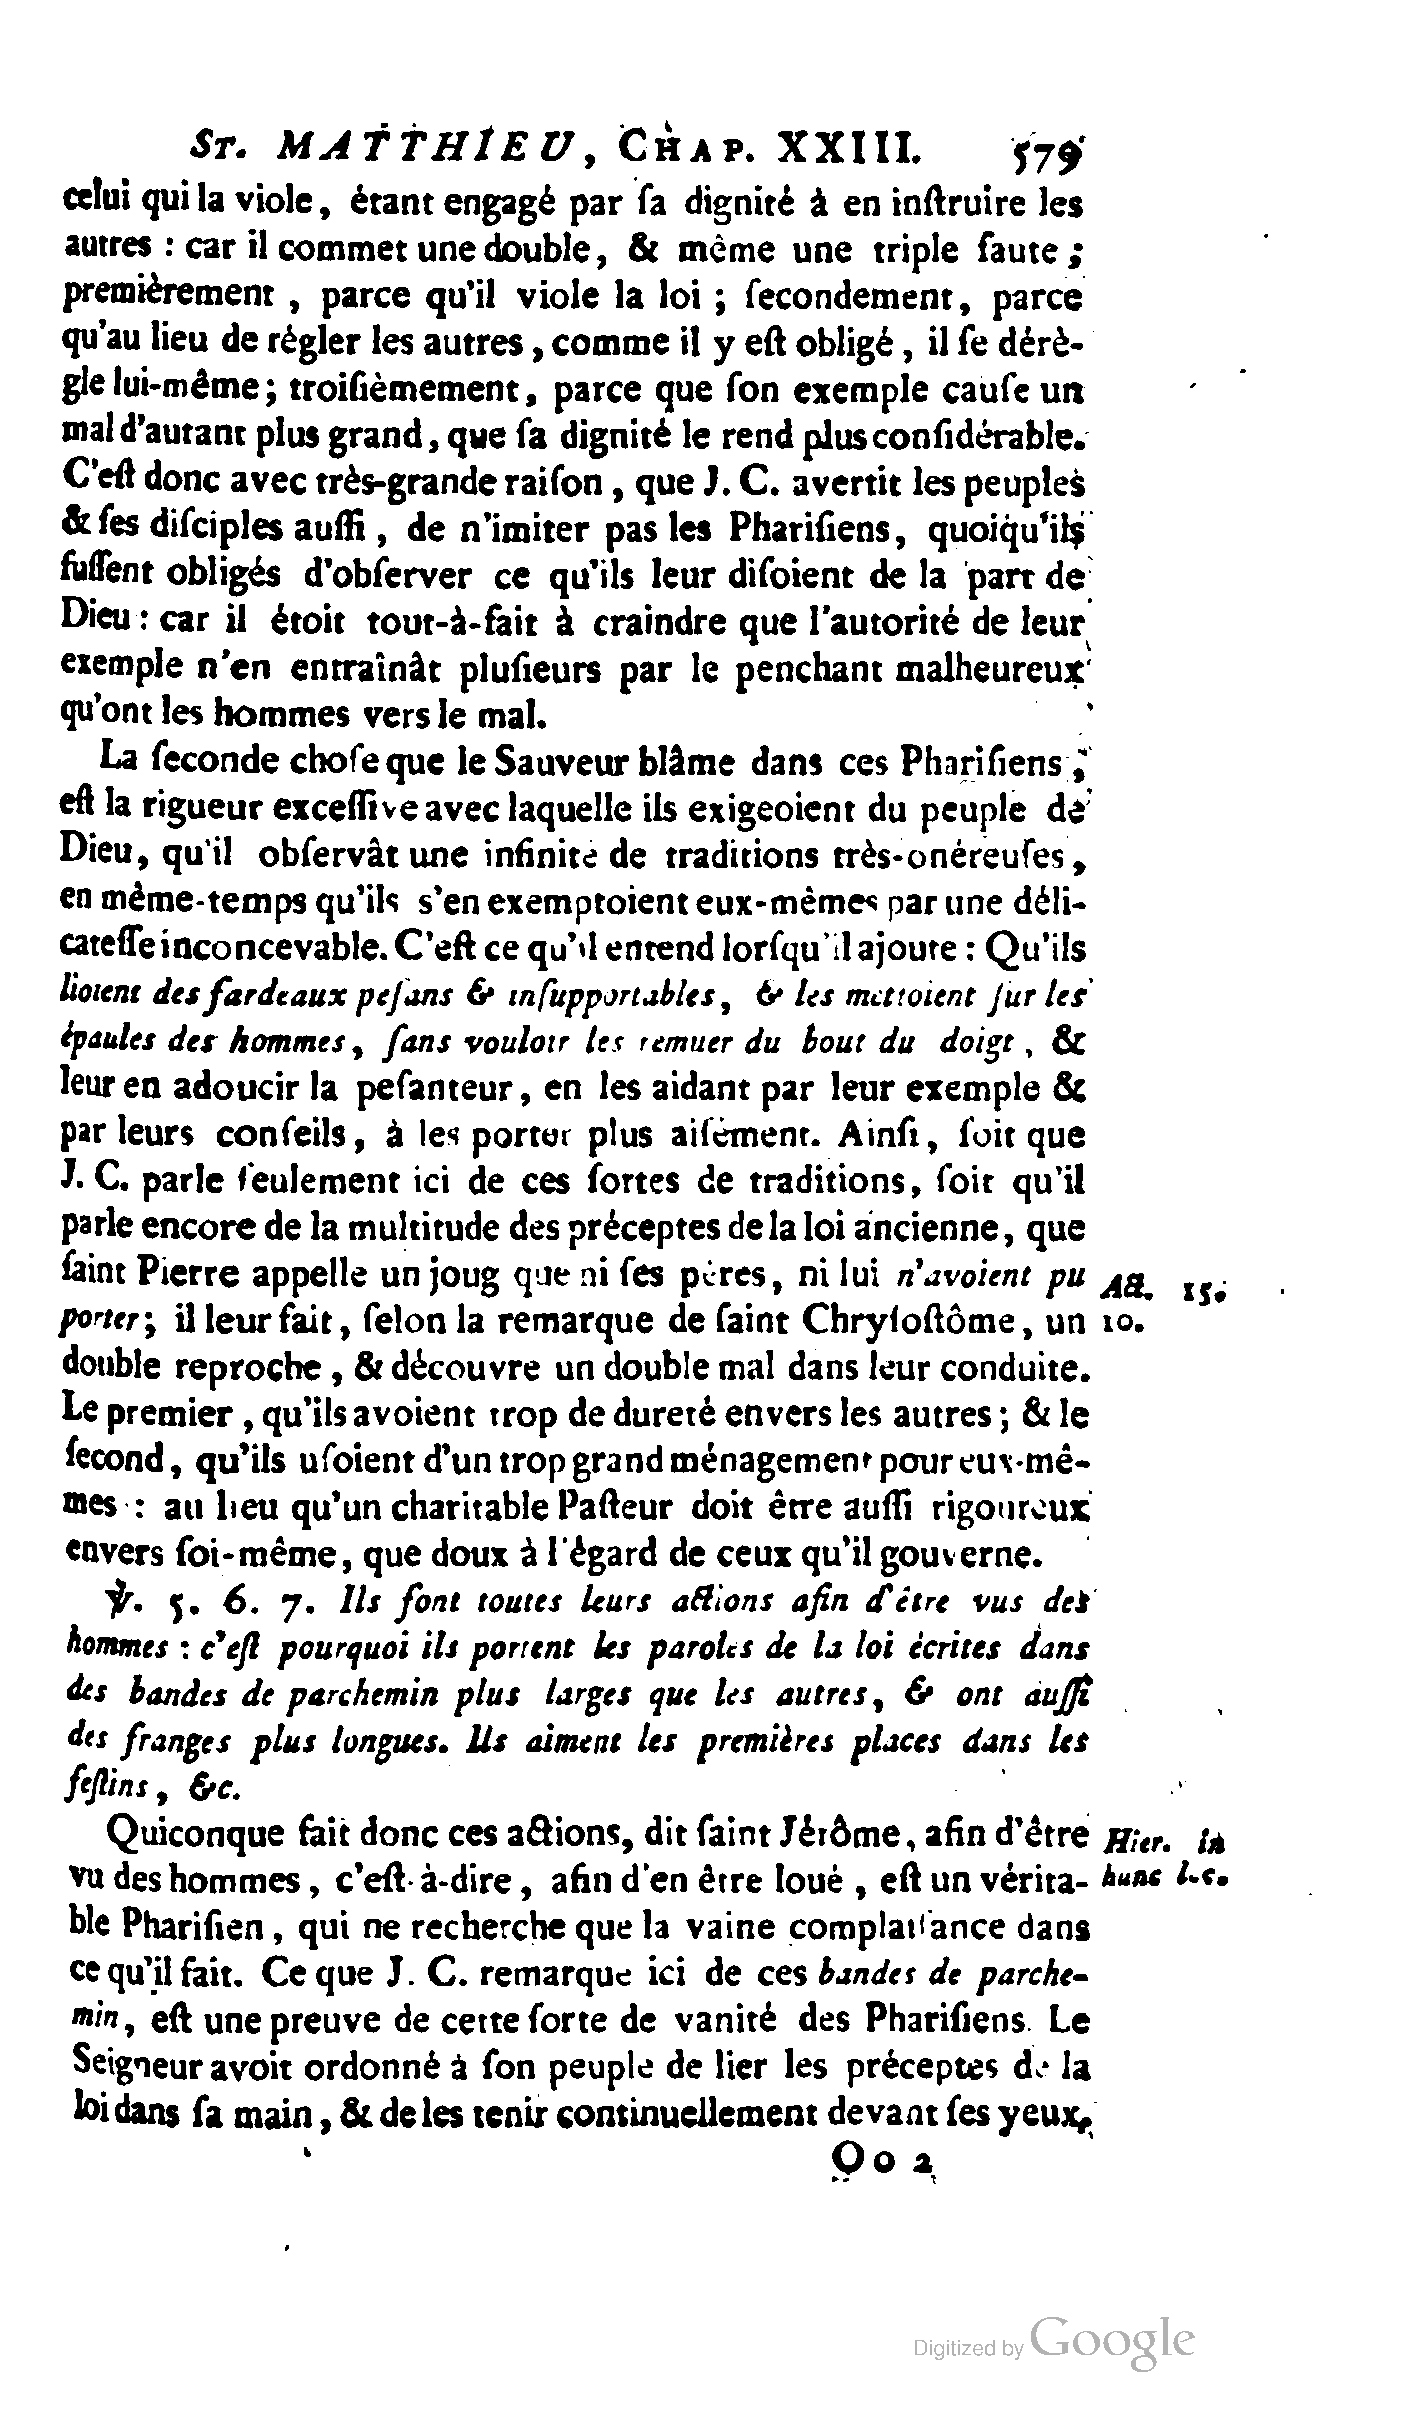 ST. MATTHIEU, CHAP. XXIII. 579
celui qui la viole, étant engagé par ſa dignité à en inſtruire les
autres : car il commet une double, & même une triple faute ;
premièrement , parce qu'il viole la loi ; ſecondement, parce
qu'au lieu de régler les autres, comme il y eſt obligé , il ſe dérè-
gle lui-même; troiſièmement, parce que ſon exemple cauſe un
mal d'autant plus grand, que ſa dignité le rend plus conſidérable.
C'eſt donc avec très-grande raiſon , que J. C. avertit les peuples
& ſes diſciples auſſi , de n'imiter pas les Phariſiens, quoiqu'ils
fuſſent obligés d'obſerver ce qu'ils leur diſoient de la part de
Dieu : car il étoit tout-à-fait à craindre que l'autorité de leur
exemple n'en entraînât pluſieurs par le penchant malheureux
qu'ont les hommes vers le mal.
La ſeconde choſe que le Sauveur blâme dans ces Phariſiens ,
eſt la rigueur exceſſive avec laquelle ils exigeoient du peuple de
Dieu, qu'il obſervât une infinité de traditions très-onéreuſes,
en même-temps qu'ils s'en exemptoient eux-mêmes par une déli-
cateſſe inconcevable. C'eſt ce qu'il entend lorſqu'il ajoute : Qu'ils
lioient des fardeaux peſans & inſupportables, & les mettoient ſur les
épaules des hommes, ſans vouloir les remuer du bout du doigt , &
leur en adoucir la peſanteur, en les aidant par leur exemple &
par leurs conſeils, à les porter plus aiſément. Ainſi, ſoit que
J. C. parle ſeulement ici de ces ſortes de traditions, ſoit qu'il
parle encore de la multitude des préceptes de la loi ancienne, que
ſaint Pierre appelle un joug que ni ſes pères, ni lui n'avoient pu
Act. 15.
porter; il leur fait, ſelon la remarque de ſaint Chryſoſtôme, un
10.
double reproche , & découvre un double mal dans leur conduite.
Le premier , qu'ils avoient trop de dureté envers les autres ; & le
ſecond, qu'ils uſoient d'un trop grand ménagement pour eux-mê-
mes : au lieu qu'un charitable Paſteur doit être auſſi rigoureux
envers ſoi-même, que doux à l'égard de ceux qu'il gouverne.
℣. 5. 6. 7. Ils ſont toutes leurs actions afin d'être vus des
hommes : c'eſt pourquoi ils portent les paroles de la loi écrites dans
des bandes de parchemin plus larges que les autres, & ont auſſi
des franges plus longues. Ils aiment les premières places dans les
feſtins, &c.
Quiconque fait donc ces actions, dit ſaint Jérôme, afin d'être
Hier. in
vu des hommes, c'eſt-à-dire, afin d'en être loué , eſt un vérita-
hunc loc.
ble Phariſien , qui ne recherche que la vaine complaiſance dans
ce qu'il fait. Ce que J. C. remarque ici de ces bandes de parche-
min, eſt une preuve de cette ſorte de vanité des Phariſiens. Le
Seigneur avoit ordonné à ſon peuple de lier les préceptes de la
loi dans ſa main, & de les tenir continuellement devant ſes yeux,
Oo 2
Digitized by Google